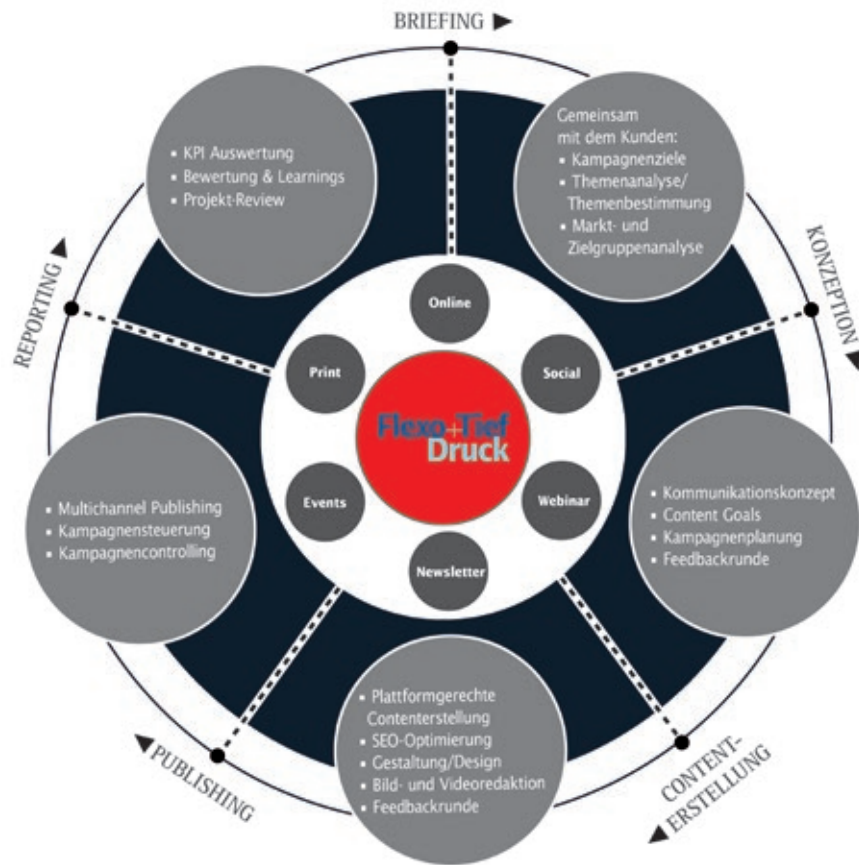 BRIEFING ▶
▪ KPI Auswertung
▪ Bewertung & Learnings
▪ Projekt-Review
Gemeinsam
mit dem Kunden:
▪ Kampagnenziele
▪ Themenanalyse/
Themenbestimmung
▪ Markt- und
Zielgruppenanalyse
REPORTING ▶
KONZEPTION ▶
Online
Print
Social
Flexo+Tief
Druck
Events
Webinar
Newsletter
▪ Multichannel Publishing
▪ Kampagnensteuerung
▪ Kampagnencontrolling
▪ Kommunikationskonzept
▪ Content Goals
▪ Kampagnenplanung
▪ Feedbackrunde
▪ Plattformgerechte
Contenterstellung
▪ SEO-Optimierung
▪ Gestaltung/Design
▪ Bild- und Videoredaktion
▪ Feedbackrunde
◀ PUBLISHING
CONTENT-
◀ ERSTELLUNG